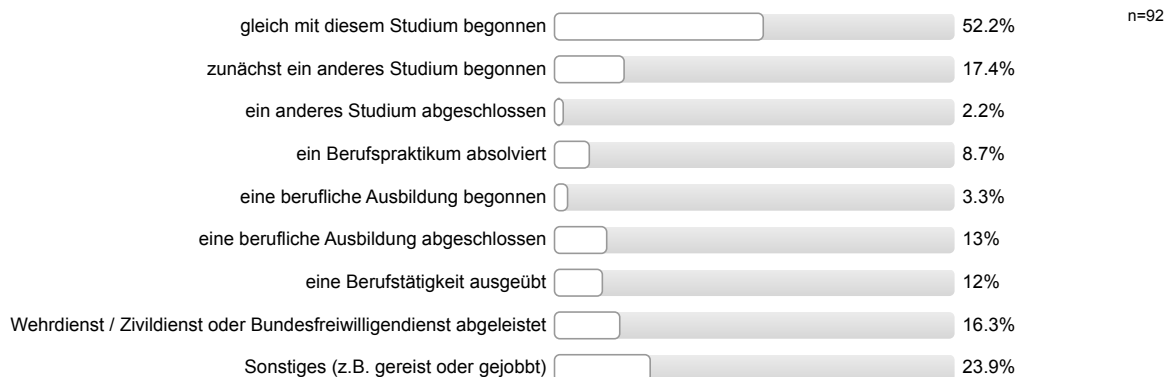 gleich mit diesem Studium begonnen 52.2% n=92
zunächst ein anderes Studium begonnen 17.4%
ein anderes Studium abgeschlossen 2.2%
ein Berufspraktikum absolviert 8.7%
eine berufliche Ausbildung begonnen 3.3%
eine berufliche Ausbildung abgeschlossen 13%
eine Berufstätigkeit ausgeübt 12%
Wehrdienst / Zivildienst oder Bundesfreiwilligendienst abgeleistet 16.3%
Sonstiges (z.B. gereist oder gejobbt) 23.9%